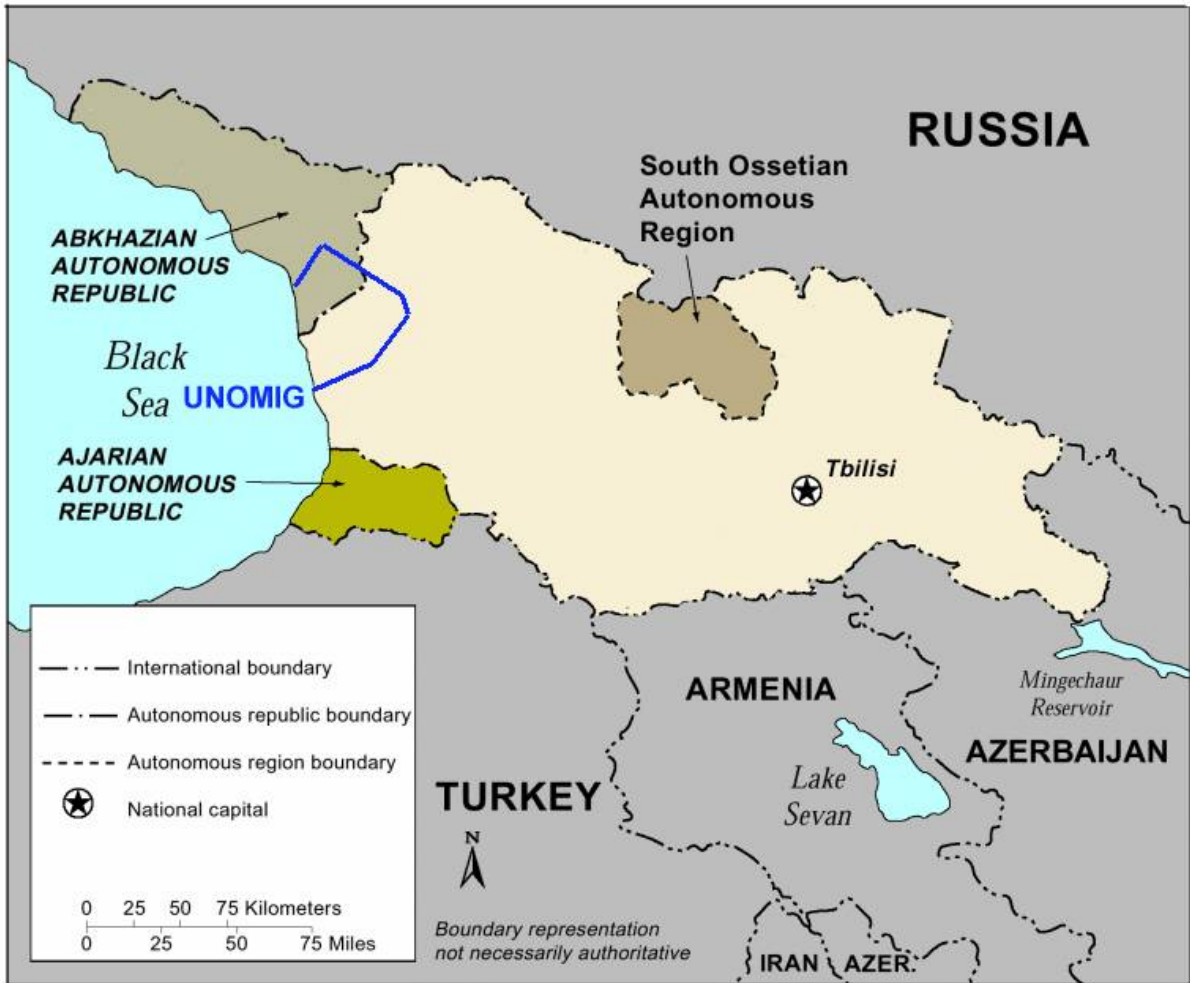 RUSSIA
South Ossetian
Autonomous
Region
ABKHAZIAN
AUTONOMOUS
REPUBLIC
Black
Sea
UNOMIG
AJARIAN
AUTONOMOUS
REPUBLIC
Tbilisi
International boundary
Autonomous republic boundary
Autonomous region boundary
National capital
0 25 50 75 Kilometers
0 25 50 75 Miles
TURKEY
N
Boundary representation
not necessarily authoritative
ARMENIA
Lake
Sevan
Mingechaur
Reservoir
AZERBAIJAN
IRAN
AZER.